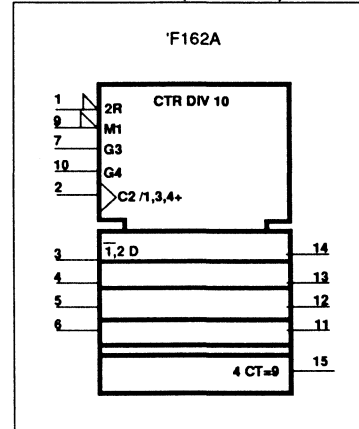 'F162A
CTR DIV 10
1 2R
9 M1
7 G3
10 G4
2 C2 /1,3,4+
3 1̅,2 D 14
4 13
5 12
6 11
4 CT=9 15